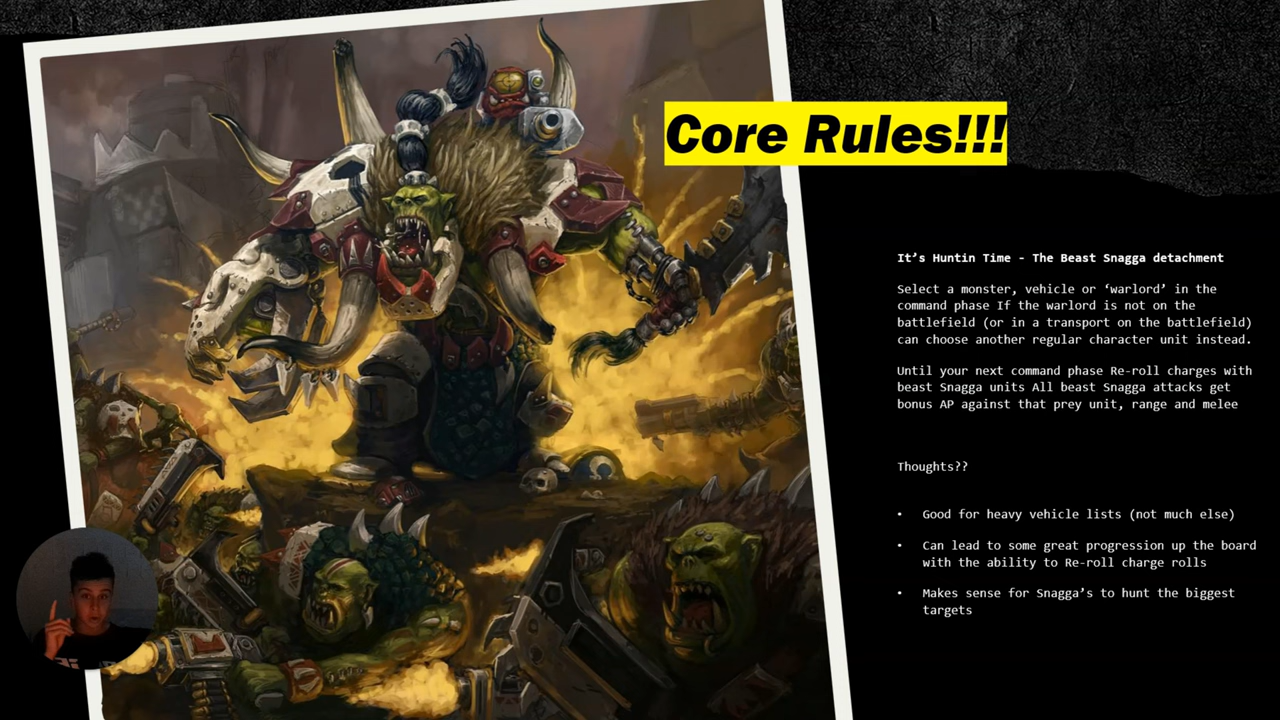 Core Rules!!!
It’s Huntin Time - The Beast Snagga detachment
Select a monster, vehicle or ‘warlord’ in the
command phase If the warlord is not on the
battlefield (or in a transport on the battlefield)
can choose another regular character unit instead.
Until your next command phase Re-roll charges with
beast Snagga units All beast Snagga attacks get
bonus AP against that prey unit, range and melee
Thoughts??
• Good for heavy vehicle lists (not much else)
• Can lead to some great progression up the board
with the ability to Re-roll charge rolls
• Makes sense for Snagga’s to hunt the biggest
targets